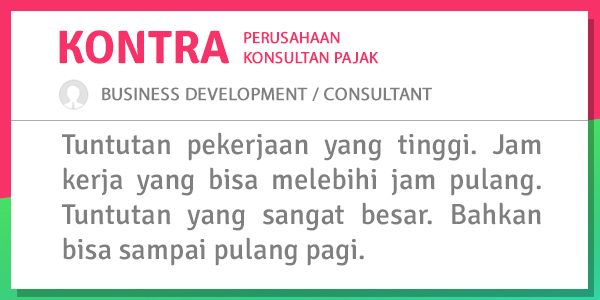 KONTRA
PERUSAHAAN
KONSULTAN PAJAK
BUSINESS DEVELOPMENT / CONSULTANT
Tuntutan pekerjaan yang tinggi. Jam
kerja yang bisa melebihi jam pulang.
Tuntutan yang sangat besar. Bahkan
bisa sampai pulang pagi.